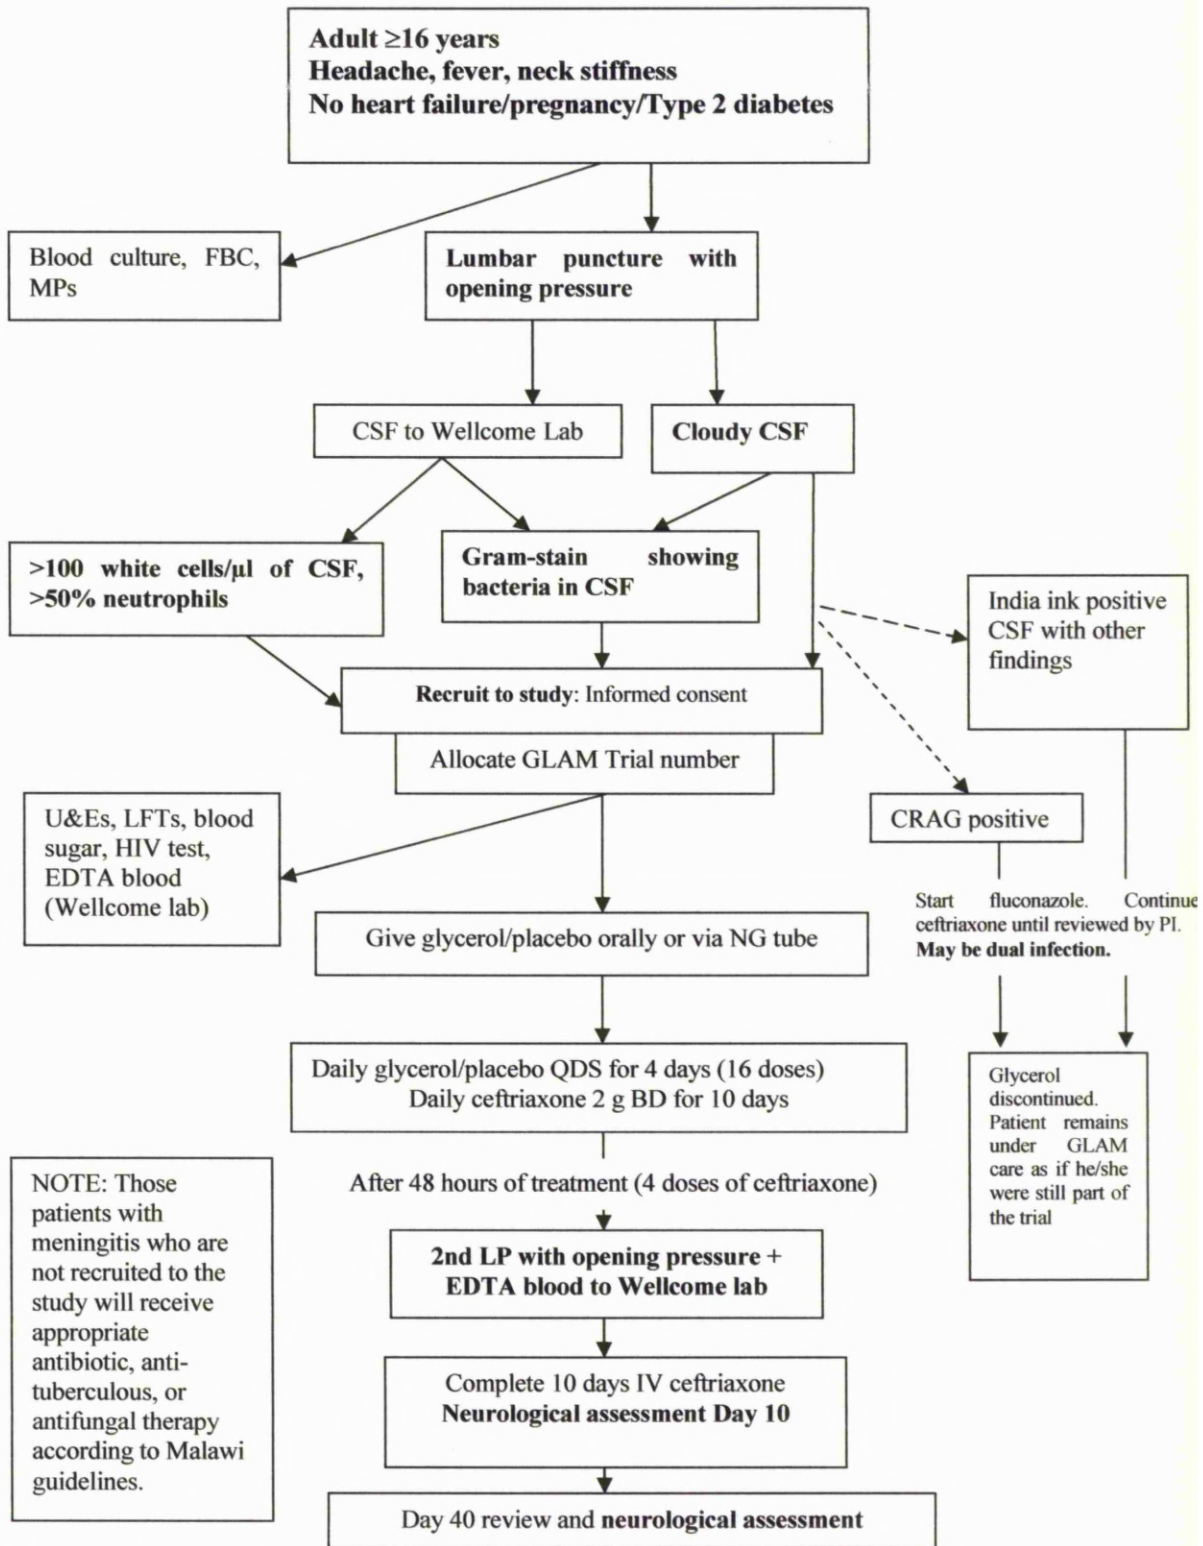 Adult ≥16 years
Headache, fever, neck stiffness
No heart failure/pregnancy/Type 2 diabetes
Blood culture, FBC,
MPs
Lumbar puncture with
opening pressure
CSF to Wellcome Lab
Cloudy CSF
>100 white cells/µl of CSF,
>50% neutrophils
Gram-stain showing
bacteria in CSF
India ink positive
CSF with other
findings
Recruit to study: Informed consent
Allocate GLAM Trial number
U&Es, LFTs, blood
sugar, HIV test,
EDTA blood
(Wellcome lab)
CRAG positive
Start fluconazole. Continue
ceftriaxone until reviewed by PI.
May be dual infection.
Give glycerol/placebo orally or via NG tube
Daily glycerol/placebo QDS for 4 days (16 doses)
Daily ceftriaxone 2 g BD for 10 days
Glycerol
discontinued.
Patient remains
under GLAM
care as if he/she
were still part of
the trial
After 48 hours of treatment (4 doses of ceftriaxone)
NOTE: Those
patients with
meningitis who are
not recruited to the
study will receive
appropriate
antibiotic, anti-
tuberculous, or
antifungal therapy
according to Malawi
guidelines.
2nd LP with opening pressure +
EDTA blood to Wellcome lab
Complete 10 days IV ceftriaxone
Neurological assessment Day 10
Day 40 review and neurological assessment